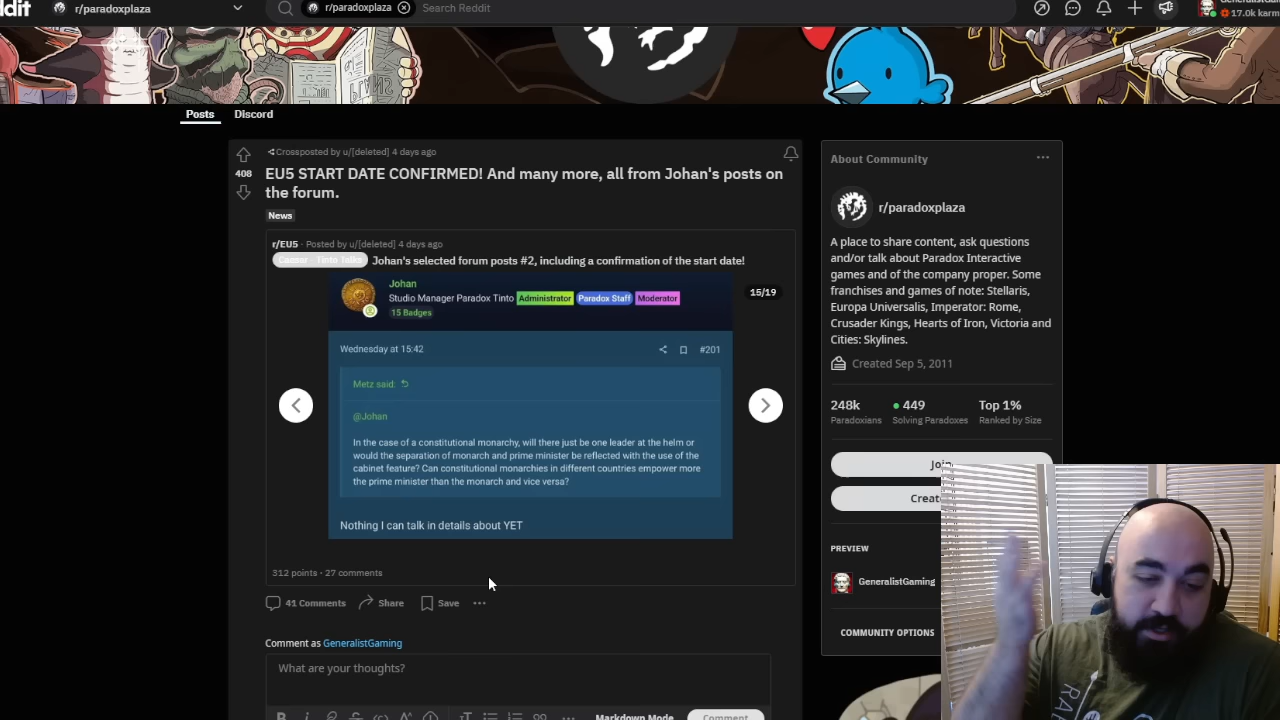 ddit
r/paradoxplaza
r/paradoxplaza
Search Reddit
17.0k karm
Posts
Discord
Crossposted by u/[deleted] 4 days ago
408
EU5 START DATE CONFIRMED! And many more, all from Johan's posts on
the forum.
News
r/EU5 · Posted by u/[deleted] 4 days ago
Caesar - Tinto Talks
Johan's selected forum posts #2, including a confirmation of the start date!
15/19
Johan
Studio Manager Paradox Tinto Administrator Paradox Staff Moderator
15 Badges
Wednesday at 15:42
#201
Metz said:
@Johan
In the case of a constitutional monarchy, will there just be one leader at the helm or
would the separation of monarch and prime minister be reflected with the use of the
cabinet feature? Can constitutional monarchies in different countries empower more
the prime minister than the monarch and vice versa?
Nothing I can talk in details about YET
312 points · 27 comments
41 Comments
Share
Save
Comment as GeneralistGaming
What are your thoughts?
Markdown Mode
Comment
About Community
r/paradoxplaza
A place to share content, ask questions
and/or talk about Paradox Interactive
games and of the company proper. Some
franchises and games of note: Stellaris,
Europa Universalis, Imperator: Rome,
Crusader Kings, Hearts of Iron, Victoria and
Cities: Skylines.
Created Sep 5, 2011
248k
449
Top 1%
Paradoxians
Solving Paradoxes
Ranked by Size
Join
Creat
PREVIEW
GeneralistGaming
COMMUNITY OPTIONS